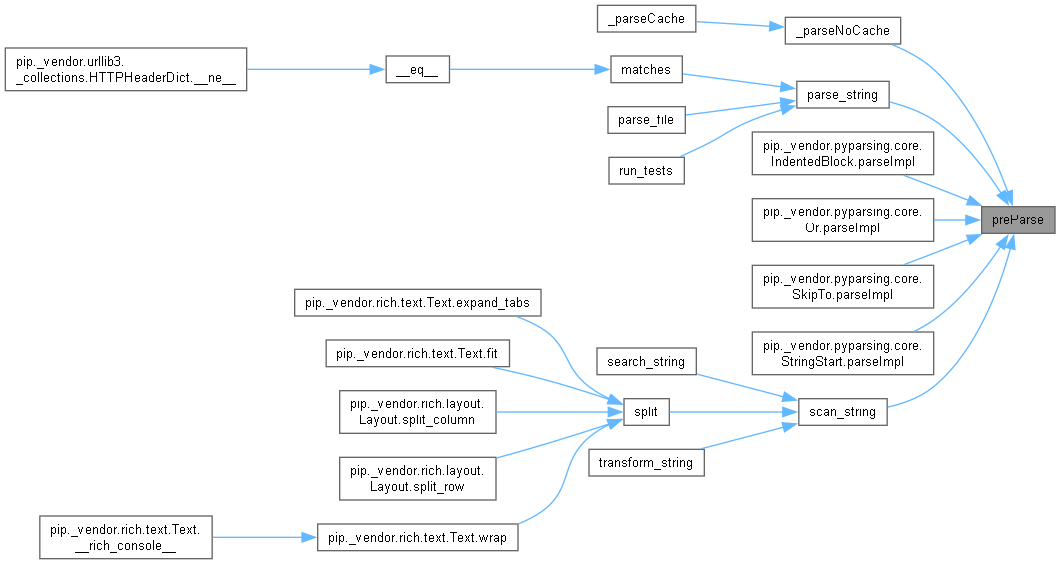 _parseCache
_parseNoCache
pip._vendor.urllib3.
_collections.HTTPHeaderDict.__ne__
__eq__
matches
parse_string
parse_file
run_tests
pip._vendor.pyparsing.core.
IndentedBlock.parseImpl
pip._vendor.pyparsing.core.
Or.parseImpl
preParse
pip._vendor.pyparsing.core.
SkipTo.parseImpl
pip._vendor.rich.text.Text.expand_tabs
pip._vendor.pyparsing.core.
StringStart.parseImpl
pip._vendor.rich.text.Text.fit
search_string
pip._vendor.rich.layout.
Layout.split_column
split
scan_string
transform_string
pip._vendor.rich.layout.
Layout.split_row
pip._vendor.rich.text.Text.
__rich_console__
pip._vendor.rich.text.Text.wrap